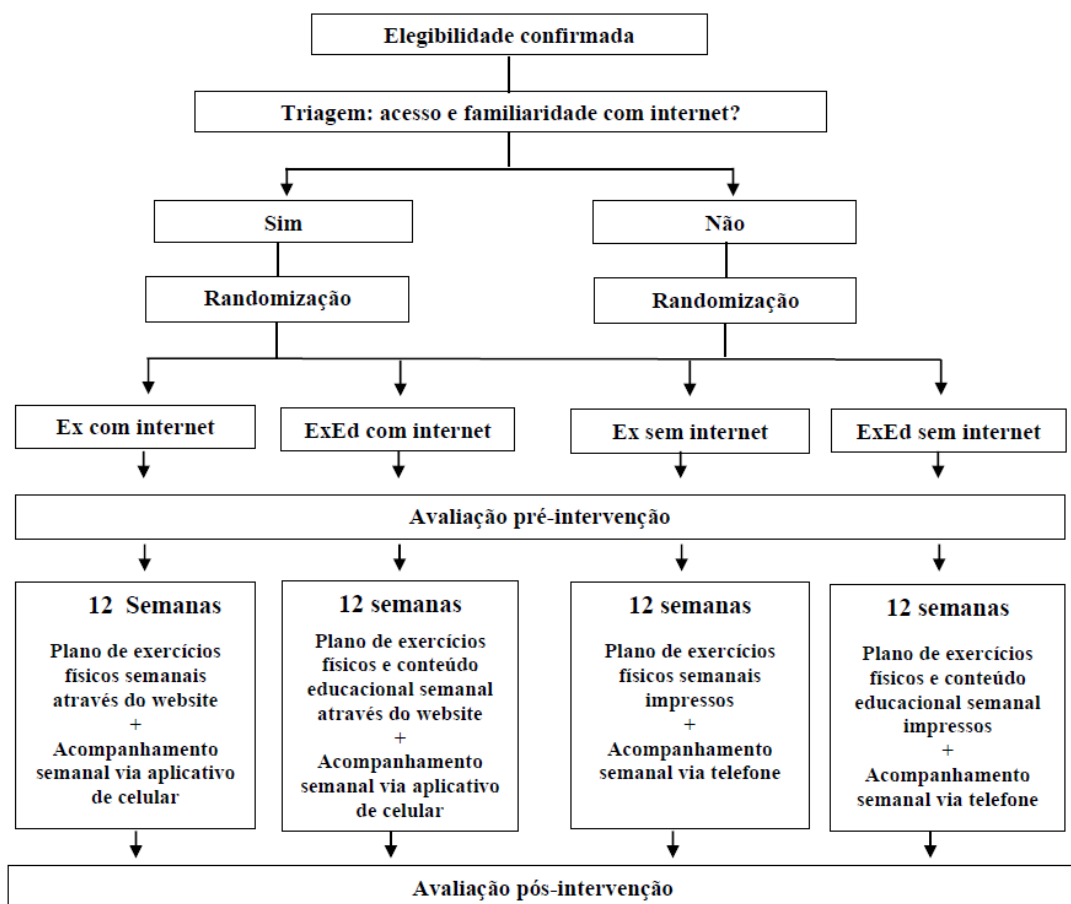 Elegibilidade confirmada
Triagem: acesso e familiaridade com internet?
Sim
Não
Randomização
Randomização
Ex com internet
ExEd com internet
Ex sem internet
ExEd sem internet
Avaliação pré-intervenção
12 Semanas
Plano de exercícios
físicos semanais
através do website
+
Acompanhamento
semanal via aplicativo
de celular
12 semanas
Plano de exercícios
físicos e conteúdo
educacional semanal
através do website
+
Acompanhamento
semanal via aplicativo
de celular
12 semanas
Plano de exercícios
físicos semanais
impressos
+
Acompanhamento
semanal via telefone
12 semanas
Plano de exercícios
físicos e conteúdo
educacional semanal
impressos
+
Acompanhamento
semanal via telefone
Avaliação pós-intervenção